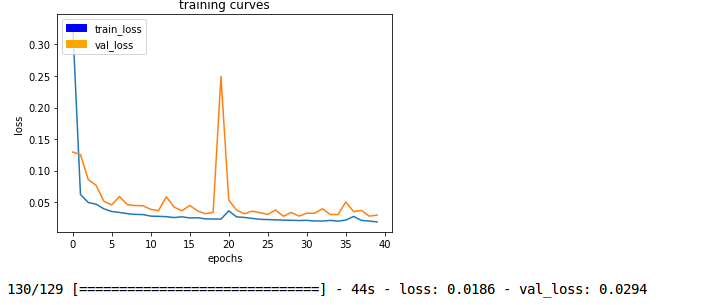 training curves
train_loss
val_loss
loss
0.30
0.25
0.20
0.15
0.10
0.05
0 5 10 15 20 25 30 35 40
epochs
130/129 [==============================] - 44s - loss: 0.0186 - val_loss: 0.0294